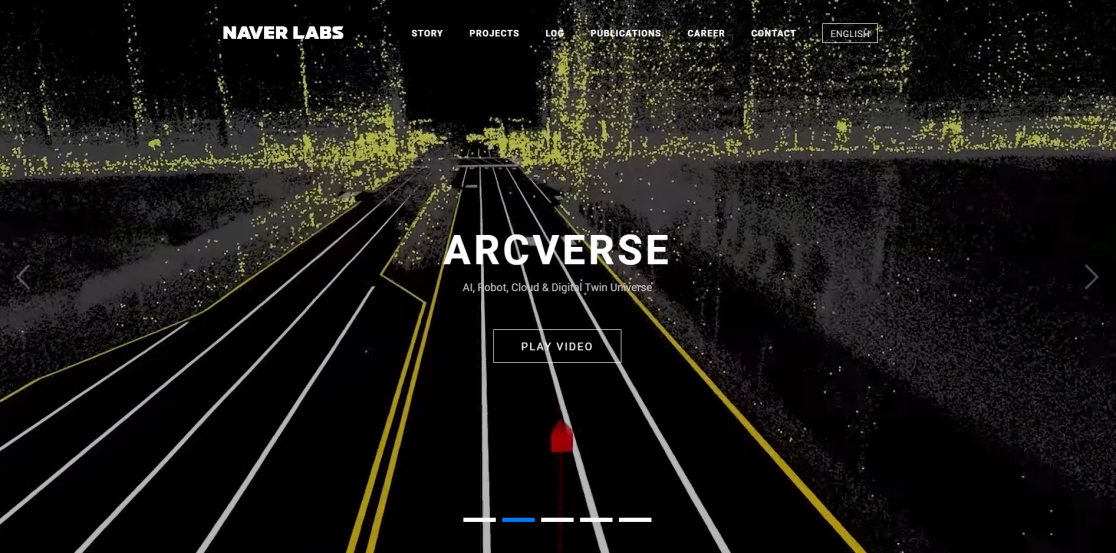 NAVER LABS
STORY PROJECTS LOG PUBLICATIONS CAREER CONTACT ENGLISH
ARCVERSE
AI, Robot, Cloud & Digital Twin Universe
PLAY VIDEO